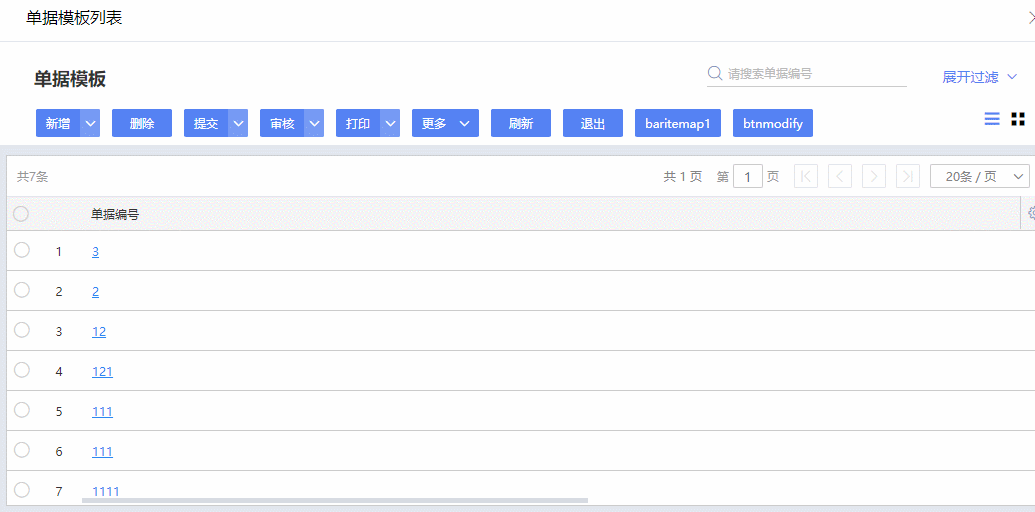 单据模板列表
单据模板
请搜索单据编号
展开过滤
新增 删除 提交 审核 打印 更多 刷新 退出 baritemap1 btnmodify
共7条 共 1 页 第 1 页 20条 / 页
单据编号
1 3
2 2
3 12
4 121
5 111
6 111
7 1111